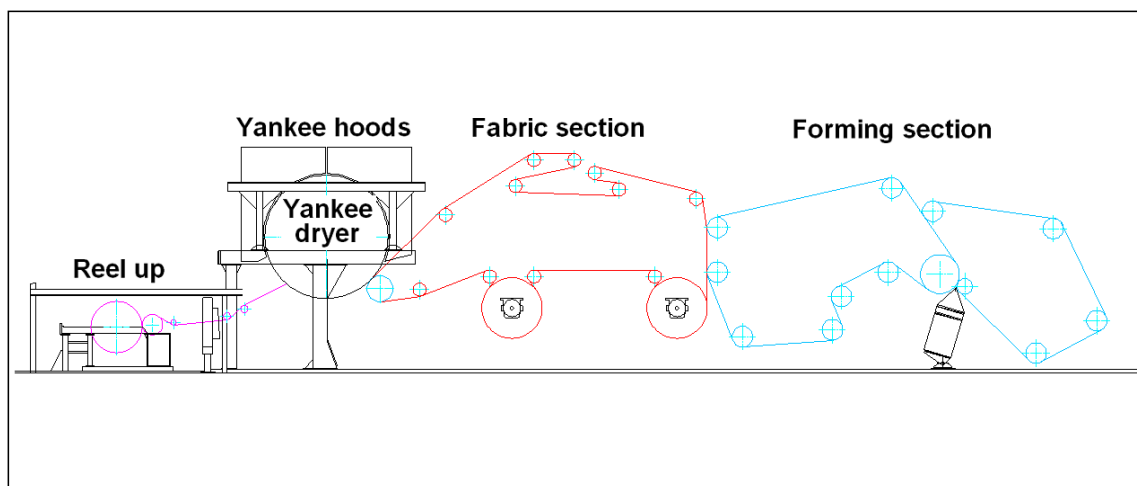 Yankee hoods
Fabric section
Forming section
Yankee
dryer
Reel up